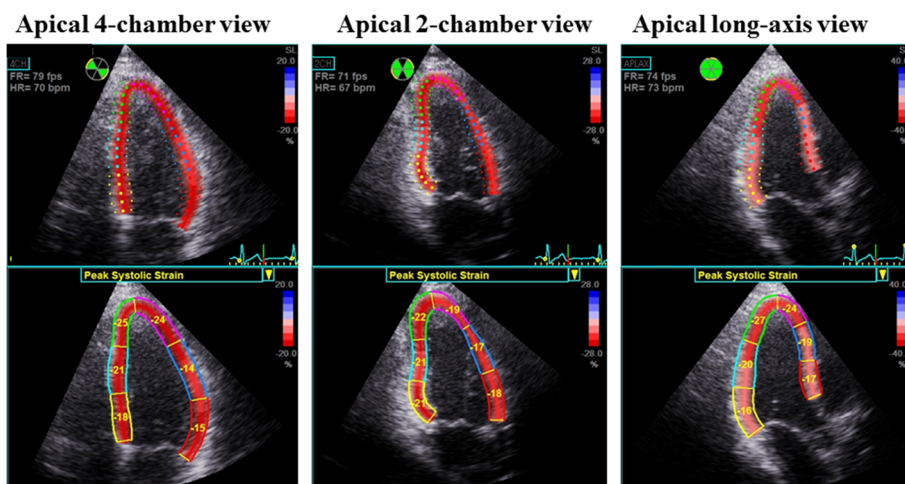 Apical 4-chamber view
Apical 2-chamber view
Apical long-axis view
SL
4CH
FR= 79 fps
HR= 70 bpm
20.0
-20.0
%
SL
2CH
FR= 71 fps
HR= 67 bpm
28.0
-28.0
%
SL
APLAX
FR= 74 fps
HR= 73 bpm
40.0
-40.0
%
Peak Systolic Strain
20.0
-20.0
%
-25
-24
-21
-14
-18
-15
Peak Systolic Strain
28.0
-28.0
%
-22
-19
-21
-17
-21
-18
Peak Systolic Strain
40.0
-40.0
%
-27
-24
-20
-19
-16
-17